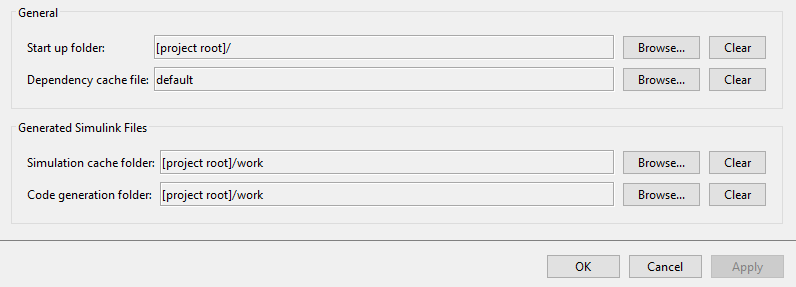 General
Start up folder: [project root]/ Browse... Clear
Dependency cache file: default Browse... Clear
Generated Simulink Files
Simulation cache folder: [project root]/work Browse... Clear
Code generation folder: [project root]/work Browse... Clear
OK Cancel Apply